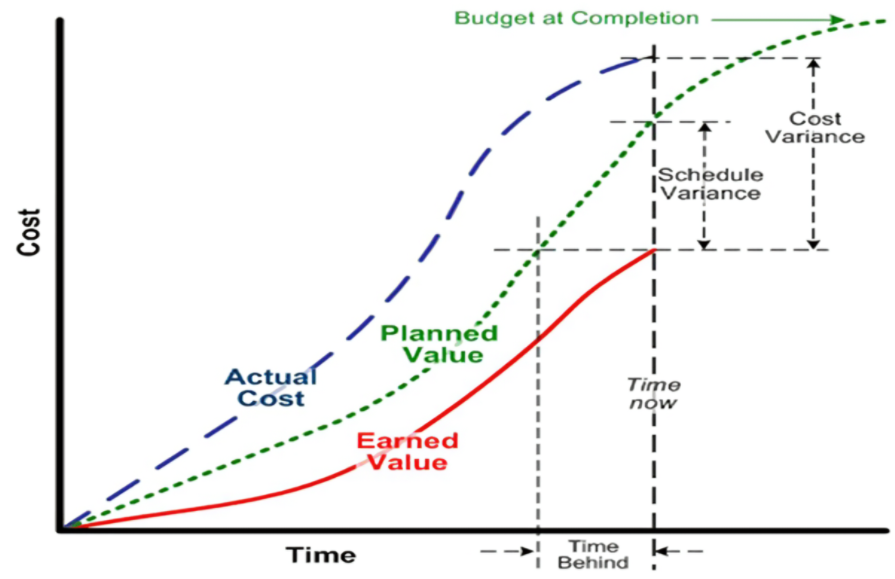 Budget at Completion
Cost
Variance
Schedule
Variance
Cost
Planned
Value
Actual
Cost
Time
now
Earned
Value
Time
Time
Behind